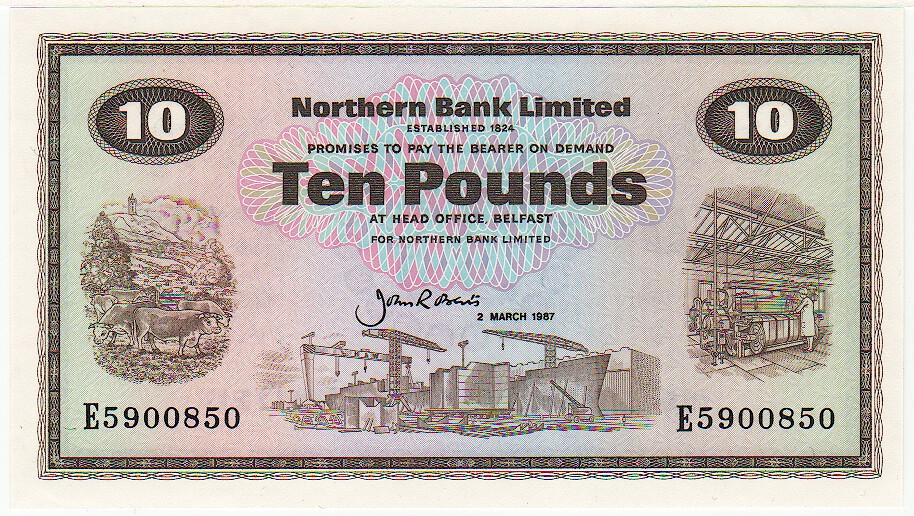 10
10
Northern Bank Limited
ESTABLISHED 1824
PROMISES TO PAY THE BEARER ON DEMAND
Ten Pounds
AT HEAD OFFICE, BELFAST
FOR NORTHERN BANK LIMITED
2 MARCH 1987
E5900850
E5900850